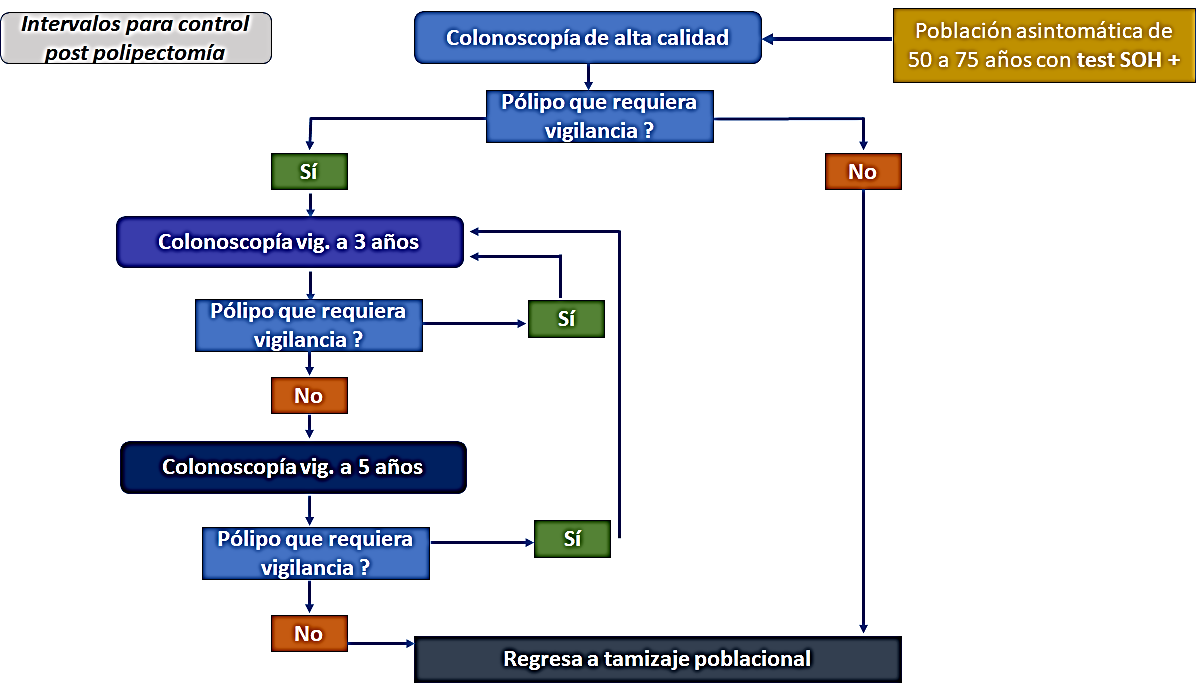 Intervalos para control
post polipectomía
Colonoscopía de alta calidad
Población asintomática de
50 a 75 años con test SOH +
Pólipo que requiera
vigilancia ?
Sí
No
Colonoscopía vig. a 3 años
Pólipo que requiera
vigilancia ?
Sí
No
Colonoscopía vig. a 5 años
Pólipo que requiera
vigilancia ?
Sí
No
Regresa a tamizaje poblacional